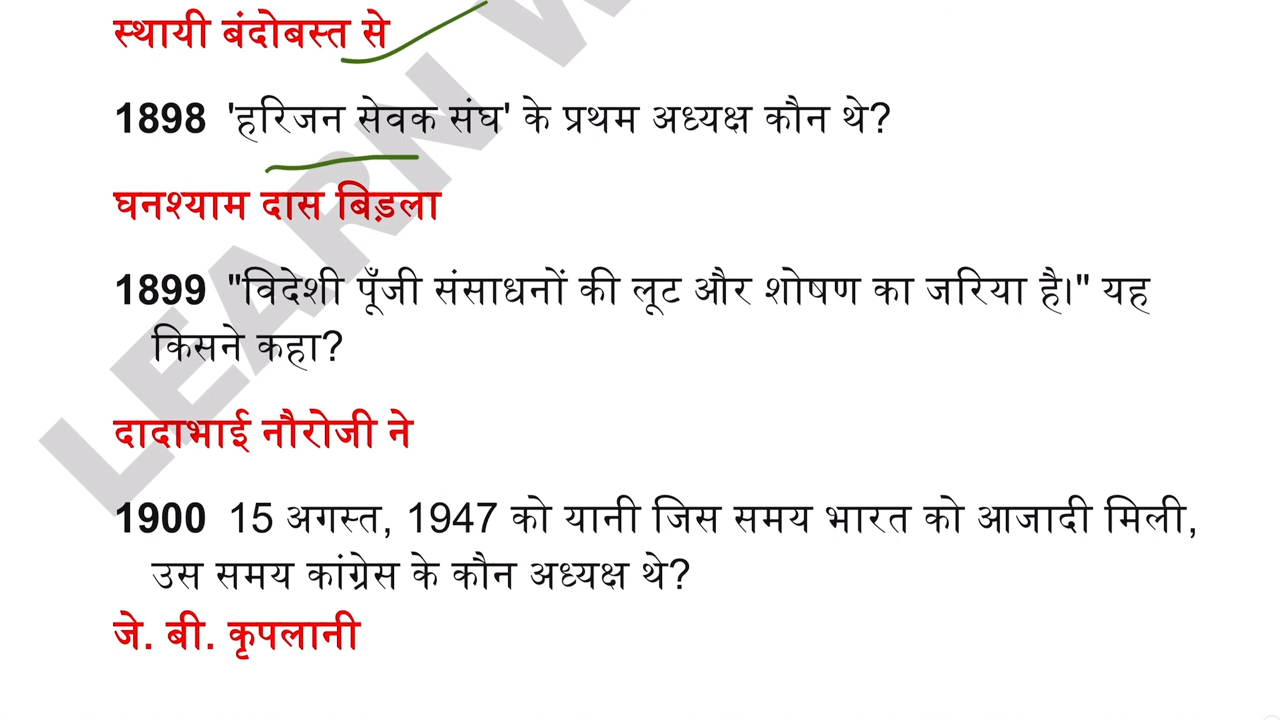 स्थायी बंदोबस्त से
1898 'हरिजन सेवक संघ' के प्रथम अध्यक्ष कौन थे?
घनश्याम दास बिड़ला
1899 "विदेशी पूँजी संसाधनों की लूट और शोषण का जरिया है।" यह
किसने कहा?
दादाभाई नौरोजी ने
1900 15 अगस्त, 1947 को यानी जिस समय भारत को आजादी मिली,
उस समय कांग्रेस के कौन अध्यक्ष थे?
जे. बी. कृपलानी
LEARN